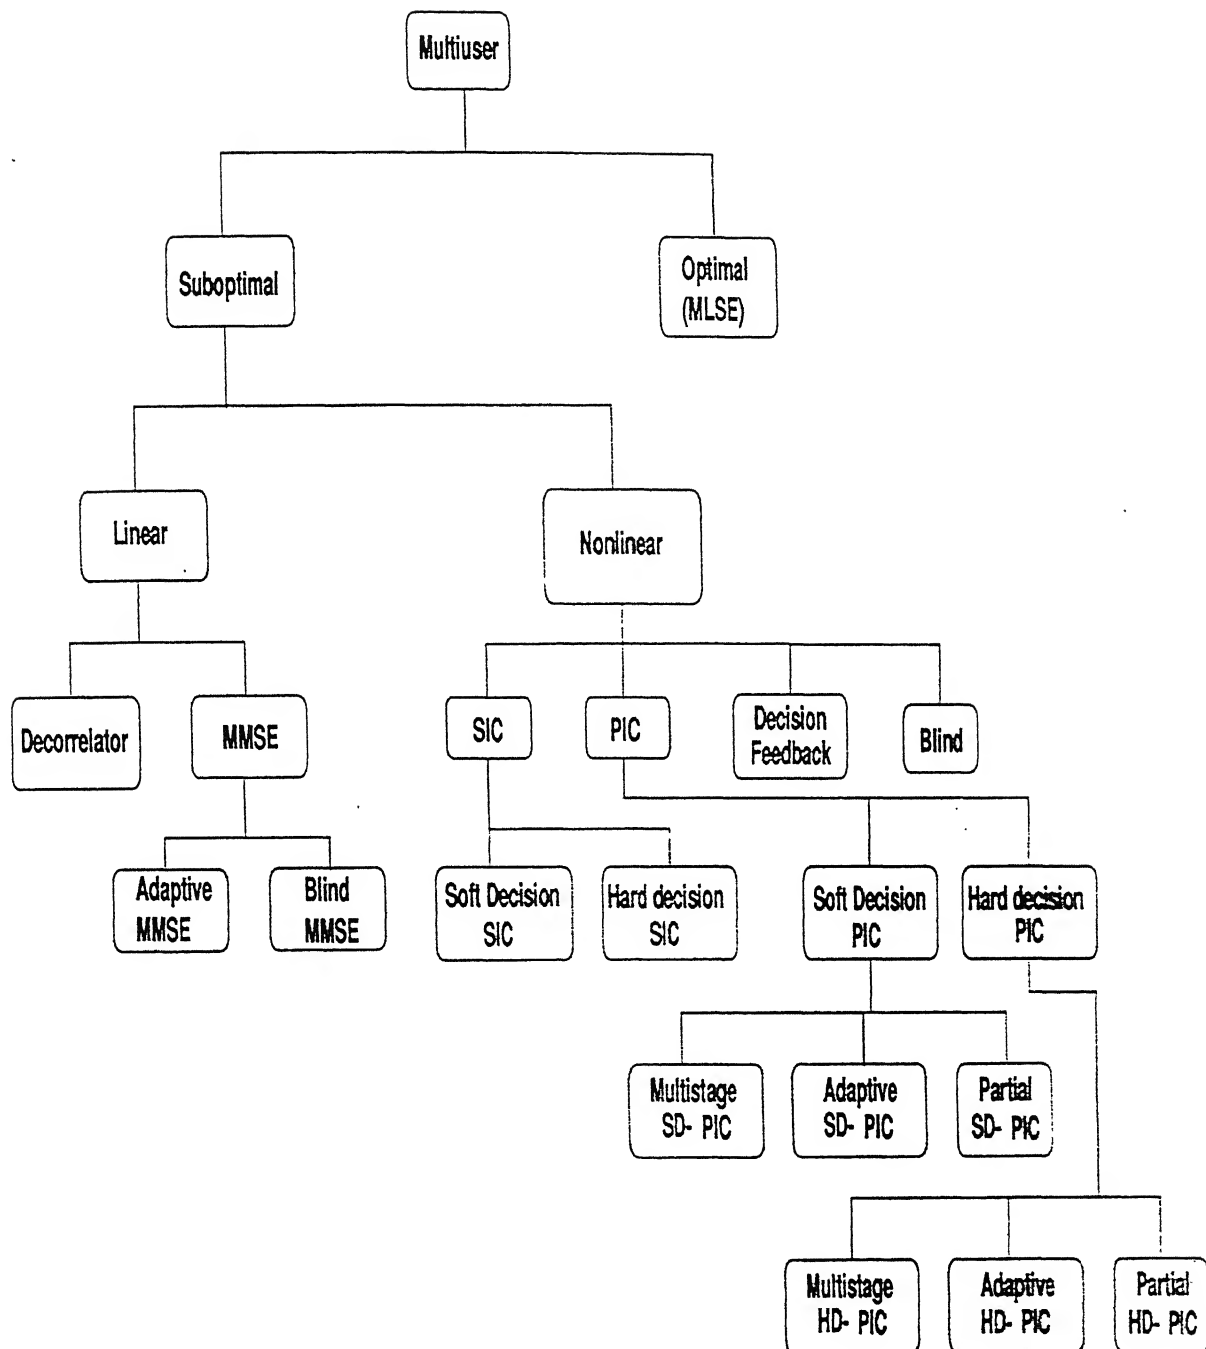 Multiuser
Suboptimal
Optimal
(MLSE)
Linear
Nonlinear
Decorrelator
MMSE
SIC
PIC
Decision
Feedback
Blind
Adaptive
MMSE
Blind
MMSE
Soft Decision
SIC
Hard decision
SIC
Soft Decision
PIC
Hard decision
PIC
Multistage
SD- PIC
Adaptive
SD- PIC
Partial
SD- PIC
Multistage
HD- PIC
Adaptive
HD- PIC
Partial
HD- PIC